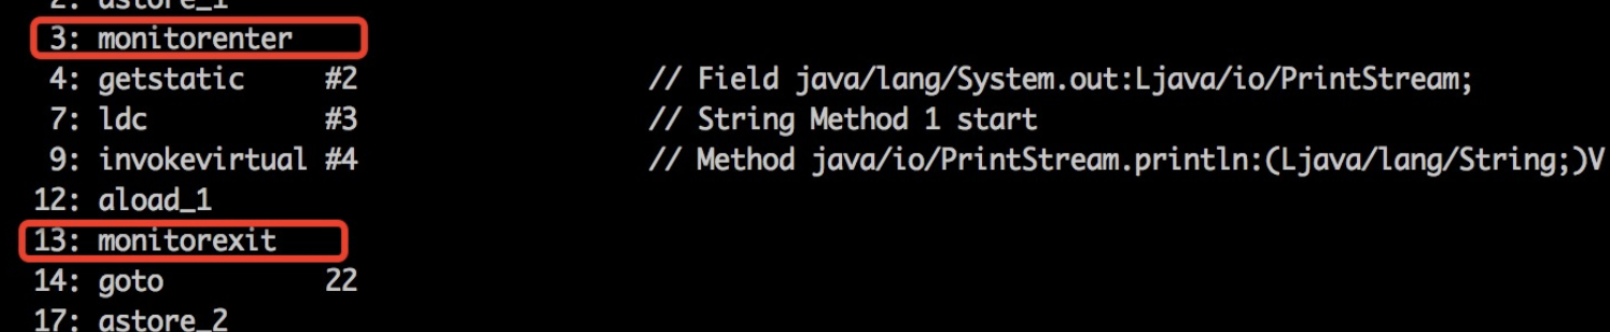 2: astore_1
3: monitorenter
4: getstatic #2 // Field java/lang/System.out:Ljava/io/PrintStream;
7: ldc #3 // String Method 1 start
9: invokevirtual #4 // Method java/io/PrintStream.println:(Ljava/lang/String;)V
12: aload_1
13: monitorexit
14: goto 22
17: astore_2